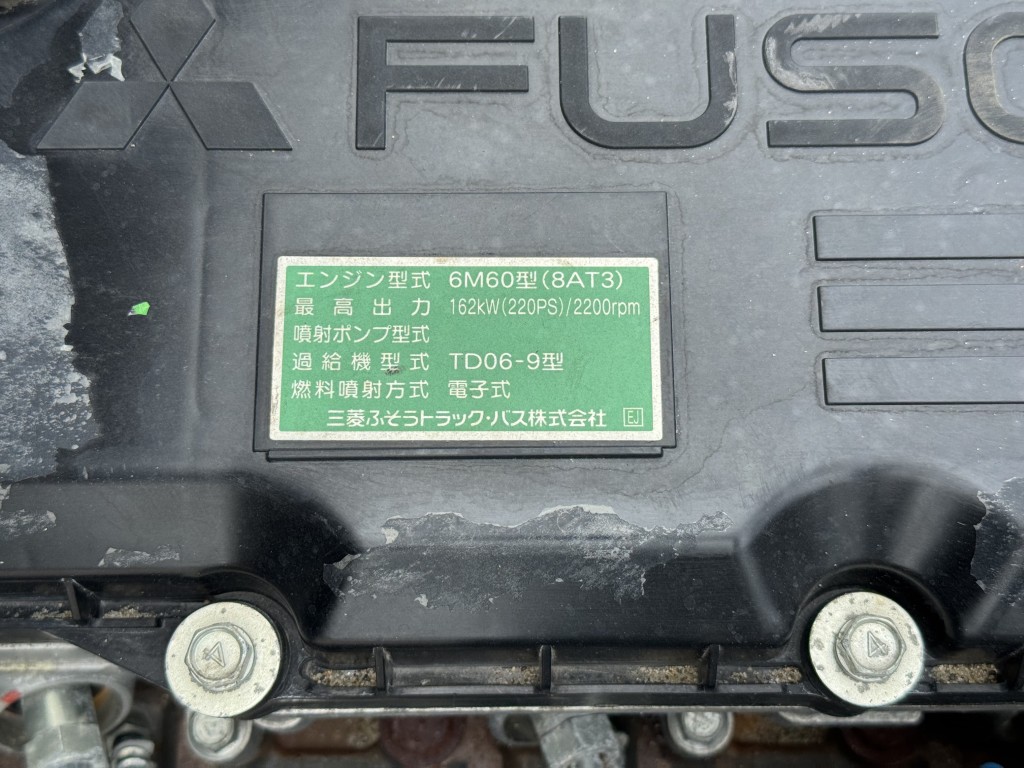 FUSO
エンジン型式 6M60型(8AT3)
最高出力 162kW(220PS)/2200rpm
噴射ポンプ型式
過給機型式 TD06-9型
燃料噴射方式 電子式
三菱ふそうトラック・バス株式会社 EJ
4 4